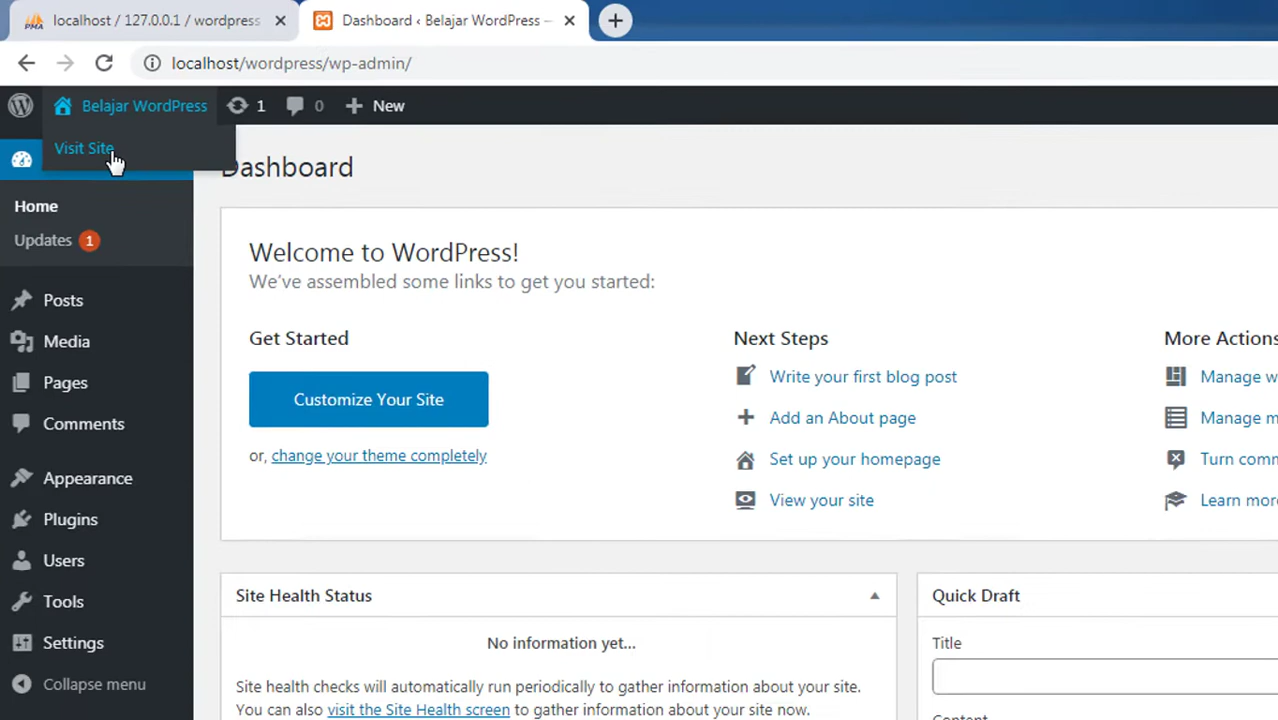 localhost / 127.0.0.1 / wordpress
Dashboard ‹ Belajar WordPress —
localhost/wordpress/wp-admin/
Belajar WordPress
1
0
New
Visit Site
Dashboard
Home
Updates 1
Posts
Media
Pages
Comments
Appearance
Plugins
Users
Tools
Settings
Collapse menu
Welcome to WordPress!
We've assembled some links to get you started:
Get Started
Customize Your Site
or, change your theme completely
Next Steps
Write your first blog post
Add an About page
Set up your homepage
View your site
More Actions
Manage w
Manage m
Turn comm
Learn more
Site Health Status
No information yet...
Site health checks will automatically run periodically to gather information about your site.
You can also visit the Site Health screen to gather information about your site now.
Quick Draft
Title